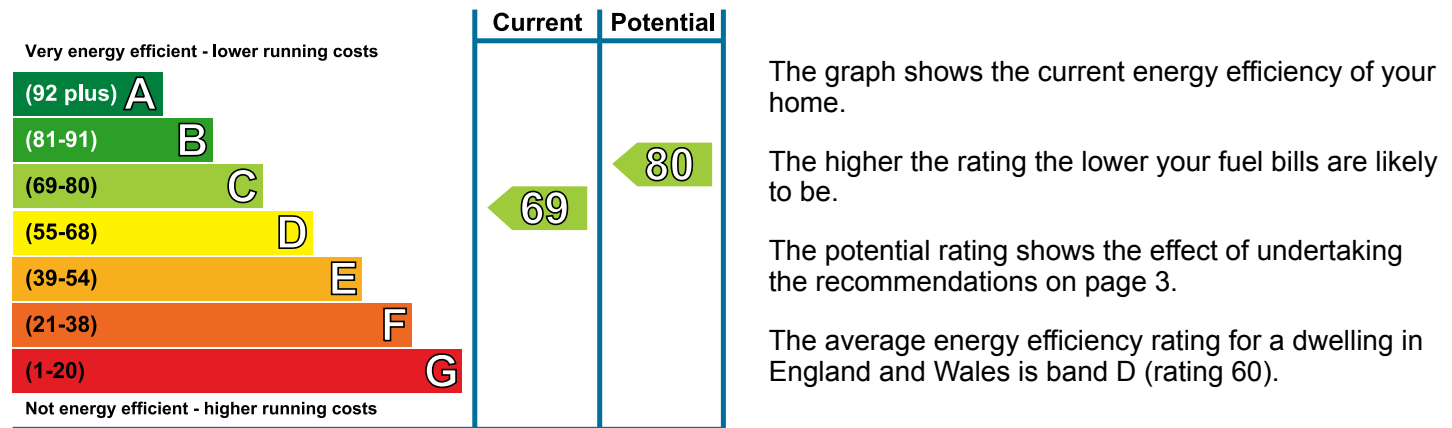 Current Potential
Very energy efficient - lower running costs
(92 plus) A
(81-91) B
(69-80) C
(55-68) D
(39-54) E
(21-38) F
(1-20) G
Not energy efficient - higher running costs
69
80
The graph shows the current energy efficiency of your
home.
The higher the rating the lower your fuel bills are likely
to be.
The potential rating shows the effect of undertaking
the recommendations on page 3.
The average energy efficiency rating for a dwelling in
England and Wales is band D (rating 60).